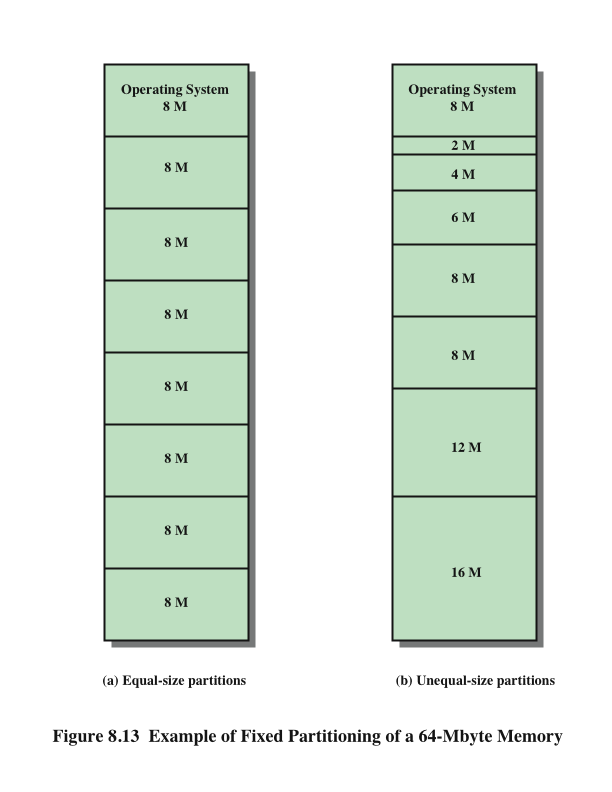 Operating System
8 M
8 M
8 M
8 M
8 M
8 M
8 M
8 M
(a) Equal-size partitions
Operating System
8 M
2 M
4 M
6 M
8 M
8 M
12 M
16 M
(b) Unequal-size partitions
Figure 8.13 Example of Fixed Partitioning of a 64-Mbyte Memory